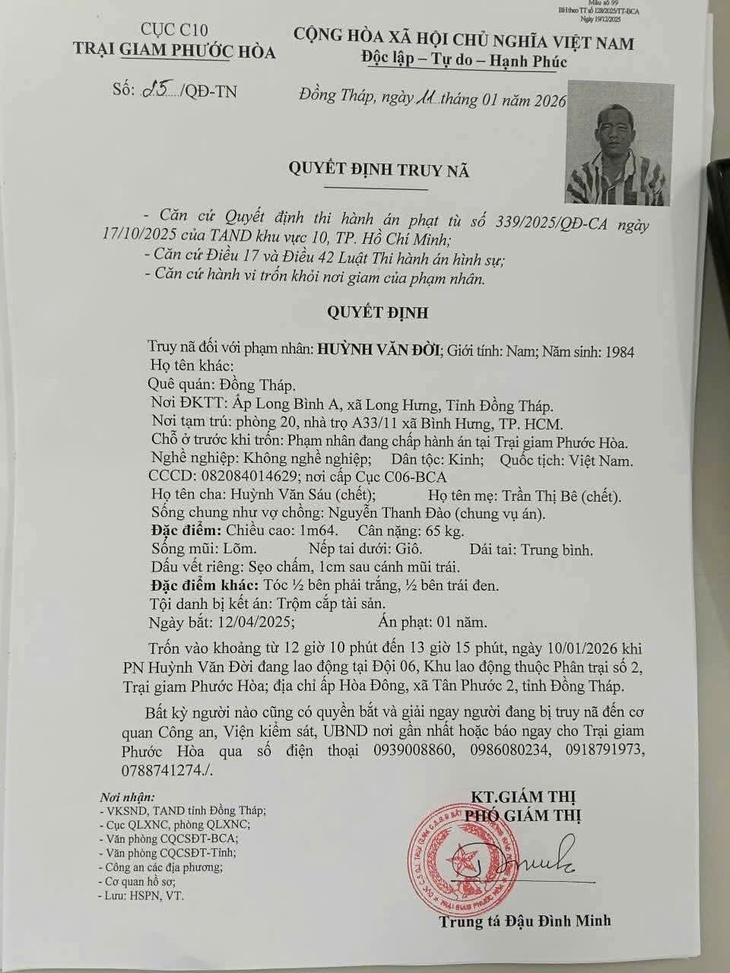 Mẫu số 99
BH theo TT số 128/2025/TT-BCA
Ngày 19/12/2025
CỤC C10
TRẠI GIAM PHƯỚC HÒA
CỘNG HÒA XÃ HỘI CHỦ NGHĨA VIỆT NAM
Độc lập – Tự do – Hạnh Phúc
Số: 25..../QĐ-TN
Đồng Tháp, ngày 11 tháng 01 năm 2026
QUYẾT ĐỊNH TRUY NÃ
- Căn cứ Quyết định thi hành án phạt tù số 339/2025/QĐ-CA ngày
17/10/2025 của TAND khu vực 10, TP. Hồ Chí Minh;
- Căn cứ Điều 17 và Điều 42 Luật Thi hành án hình sự;
- Căn cứ hành vi trốn khỏi nơi giam của phạm nhân.
QUYẾT ĐỊNH
Truy nã đối với phạm nhân: HUỲNH VĂN ĐỜI; Giới tính: Nam; Năm sinh: 1984
Họ tên khác:
Quê quán: Đồng Tháp.
Nơi ĐKTT: Ấp Long Bình A, xã Long Hưng, Tỉnh Đồng Tháp.
Nơi tạm trú: phòng 20, nhà trọ A33/11 xã Bình Hưng, TP. HCM.
Chỗ ở trước khi trốn: Phạm nhân đang chấp hành án tại Trại giam Phước Hòa.
Nghề nghiệp: Không nghề nghiệp; Dân tộc: Kinh; Quốc tịch: Việt Nam.
CCCD: 082084014629; nơi cấp Cục C06-BCA
Họ tên cha: Huỳnh Văn Sáu (chết); Họ tên mẹ: Trần Thị Bê (chết).
Sống chung như vợ chồng: Nguyễn Thanh Đào (chung vụ án).
Đặc điểm: Chiều cao: 1m64. Cân nặng: 65 kg.
Sống mũi: Lõm. Nếp tai dưới: Giô. Dái tai: Trung bình.
Dấu vết riêng: Sẹo chấm, 1cm sau cánh mũi trái.
Đặc điểm khác: Tóc ½ bên phải trắng, ½ bên trái đen.
Tội danh bị kết án: Trộm cắp tài sản.
Ngày bắt: 12/04/2025; Án phạt: 01 năm.
Trốn vào khoảng từ 12 giờ 10 phút đến 13 giờ 15 phút, ngày 10/01/2026 khi
PN Huỳnh Văn Đời đang lao động tại Đội 06, Khu lao động thuộc Phân trại số 2,
Trại giam Phước Hòa; địa chỉ ấp Hòa Đông, xã Tân Phước 2, tỉnh Đồng Tháp.
Bất kỳ người nào cũng có quyền bắt và giải ngay người đang bị truy nã đến cơ
quan Công an, Viện kiểm sát, UBND nơi gần nhất hoặc báo ngay cho Trại giam
Phước Hòa qua số điện thoại 0939008860, 0986080234, 0918791973,
0788741274./.
Nơi nhận:
- VKSND, TAND tỉnh Đồng Tháp;
- Cục QLXNC, phòng QLXNC;
- Văn phòng CQCSĐT-BCA;
- Văn phòng CQCSĐT-Tỉnh;
- Công an các địa phương;
- Cơ quan hồ sơ;
- Lưu: HSPN, VT.
KT.GIÁM THỊ
PHÓ GIÁM THỊ
TRẠI GIAM PHƯỚC HÒA
Trung tá Đậu Đình Minh